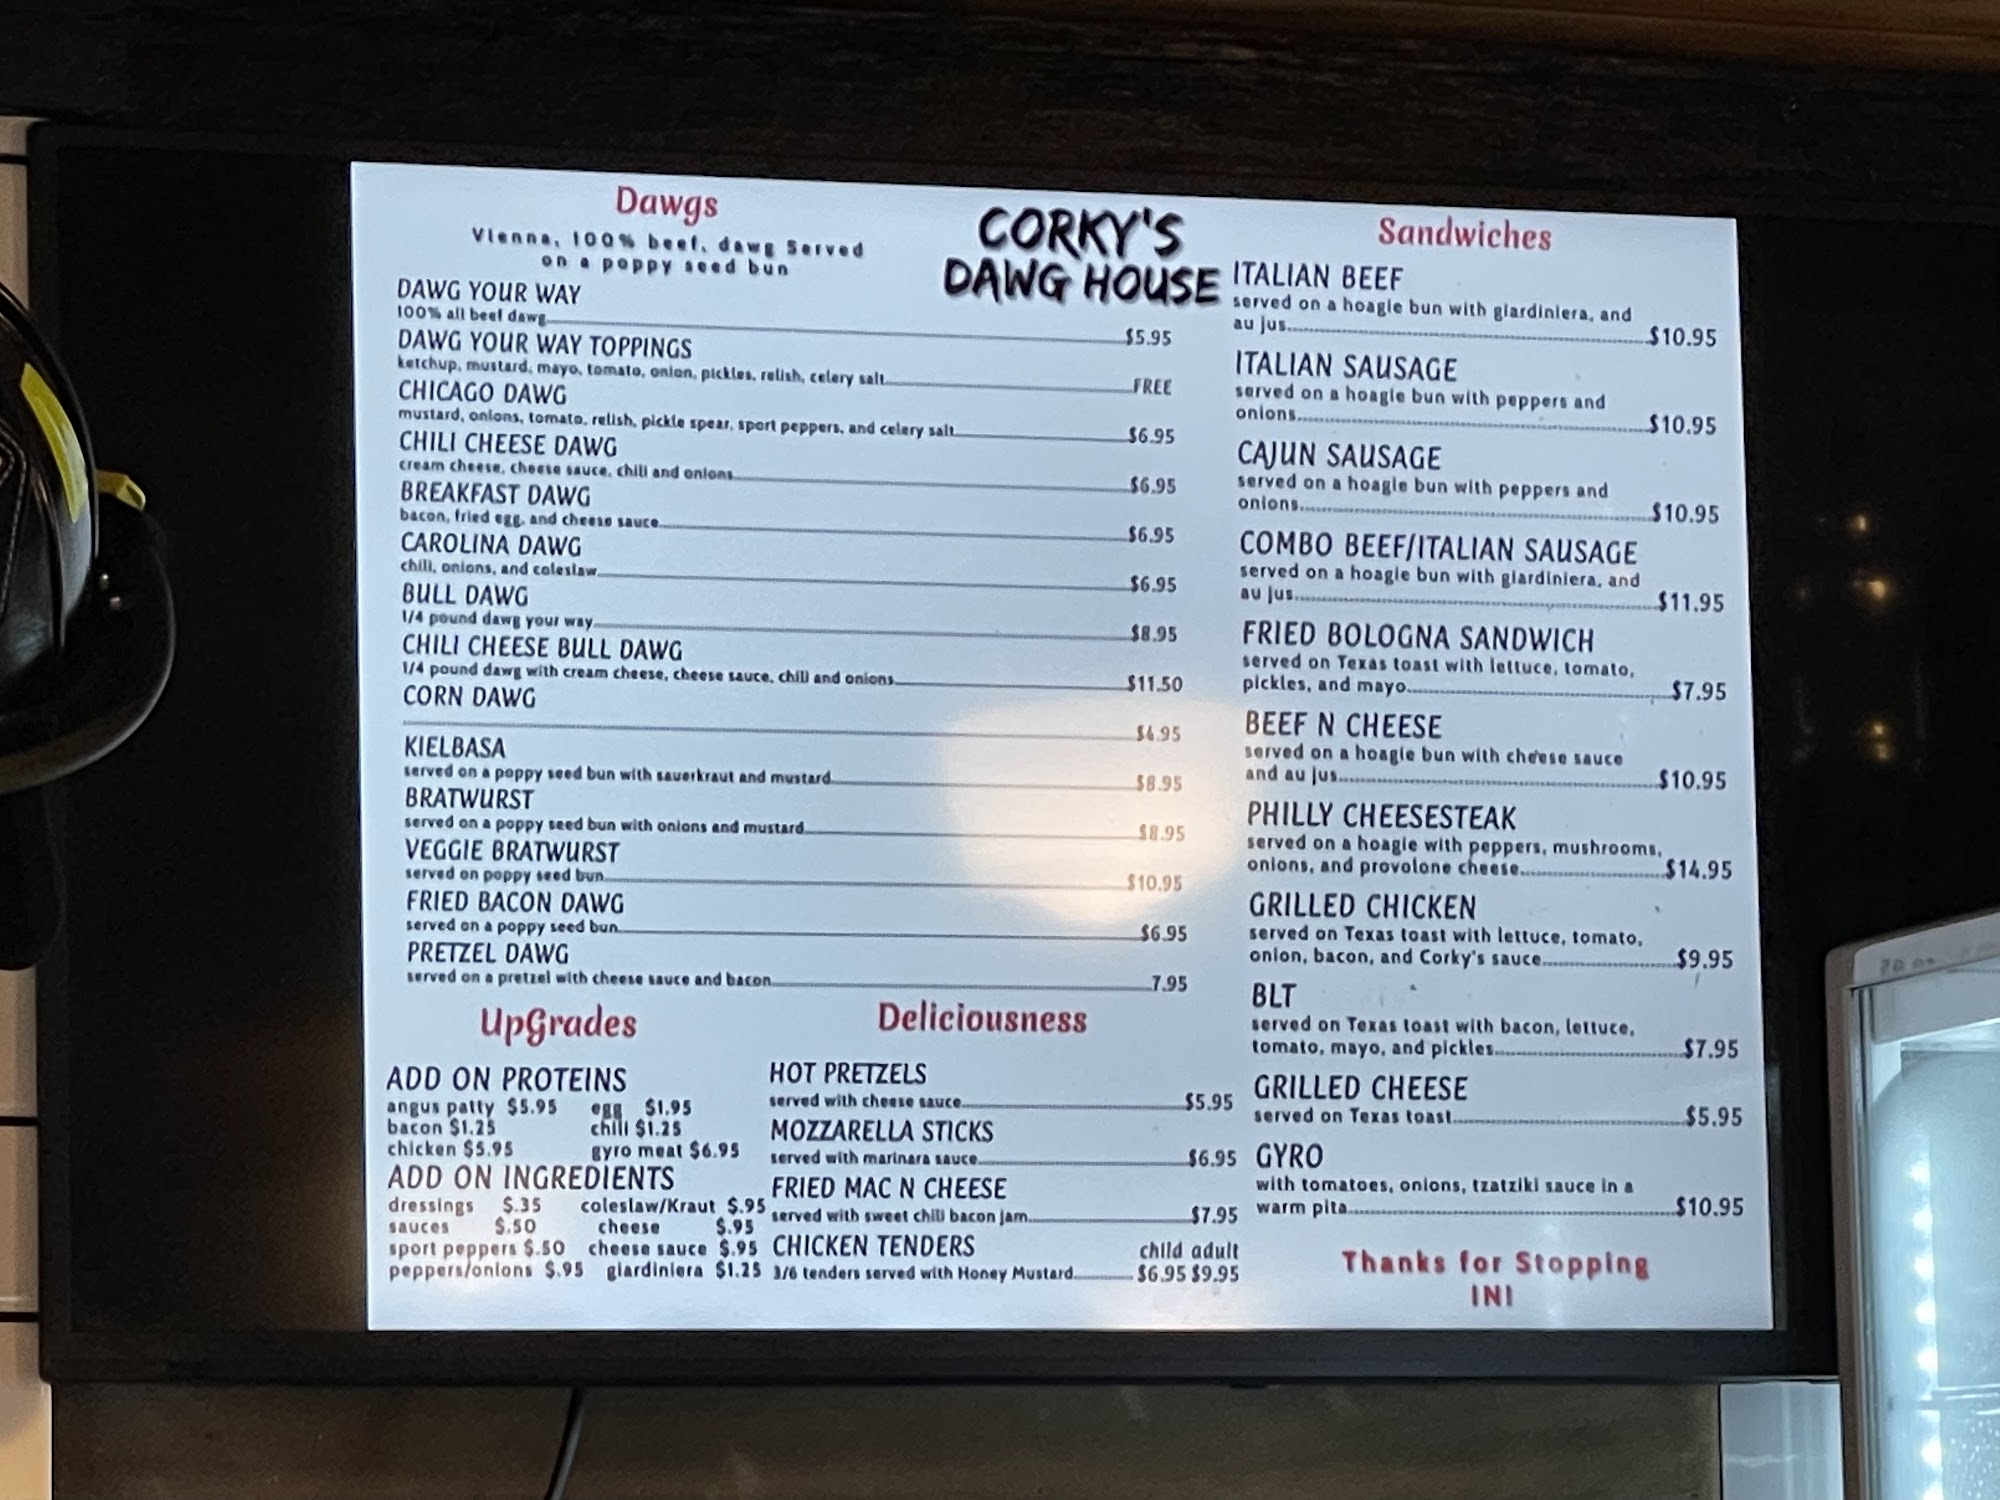 Dawgs
Vienna, 100% beef, dawg Served
on a poppy seed bun
DAWG YOUR WAY
100% all beef dawg $5.95
DAWG YOUR WAY TOPPINGS
ketchup, mustard, mayo, tomato, onion, pickles, relish, celery salt FREE
CHICAGO DAWG
mustard, onions, tomato, relish, pickle spear, sport peppers, and celery salt $6.95
CHILI CHEESE DAWG
cream cheese, cheese sauce, chili and onions $6.95
BREAKFAST DAWG
bacon, fried egg, and cheese sauce $6.95
CAROLINA DAWG
chili, onions, and coleslaw $6.95
BULL DAWG
1/4 pound dawg your way $8.95
CHILI CHEESE BULL DAWG
1/4 pound dawg with cream cheese, cheese sauce, chili and onions $11.50
CORN DAWG
$4.95
KIELBASA
served on a poppy seed bun with sauerkraut and mustard $8.95
BRATWURST
served on a poppy seed bun with onions and mustard $8.95
VEGGIE BRATWURST
served on poppy seed bun $10.95
FRIED BACON DAWG
served on a poppy seed bun $6.95
PRETZEL DAWG
served on a pretzel with cheese sauce and bacon 7.95
CORKY'S
DAWG HOUSE
UpGrades
ADD ON PROTEINS
angus patty $5.95 egg $1.95
bacon $1.25 chili $1.25
chicken $5.95 gyro meat $6.95
ADD ON INGREDIENTS
dressings $.35 coleslaw/Kraut $.95
sauces $.50 cheese $.95
sport peppers $.50 cheese sauce $.95
peppers/onions $.95 giardiniera $1.25
Deliciousness
HOT PRETZELS
served with cheese sauce $5.95
MOZZARELLA STICKS
served with marinara sauce $6.95
FRIED MAC N CHEESE
served with sweet chili bacon jam $7.95
CHICKEN TENDERS child adult
3/6 tenders served with Honey Mustard $6.95 $9.95
Sandwiches
ITALIAN BEEF
served on a hoagie bun with giardiniera, and
au jus $10.95
ITALIAN SAUSAGE
served on a hoagie bun with peppers and
onions $10.95
CAJUN SAUSAGE
served on a hoagie bun with peppers and
onions $10.95
COMBO BEEF/ITALIAN SAUSAGE
served on a hoagie bun with giardiniera, and
au jus $11.95
FRIED BOLOGNA SANDWICH
served on Texas toast with lettuce, tomato,
pickles, and mayo $7.95
BEEF N CHEESE
served on a hoagie bun with cheese sauce
and au jus $10.95
PHILLY CHEESESTEAK
served on a hoagie with peppers, mushrooms,
onions, and provolone cheese $14.95
GRILLED CHICKEN
served on Texas toast with lettuce, tomato,
onion, bacon, and Corky's sauce $9.95
BLT
served on Texas toast with bacon, lettuce,
tomato, mayo, and pickles $7.95
GRILLED CHEESE
served on Texas toast $5.95
GYRO
with tomatoes, onions, tzatziki sauce in a
warm pita $10.95
Thanks for Stopping
IN!